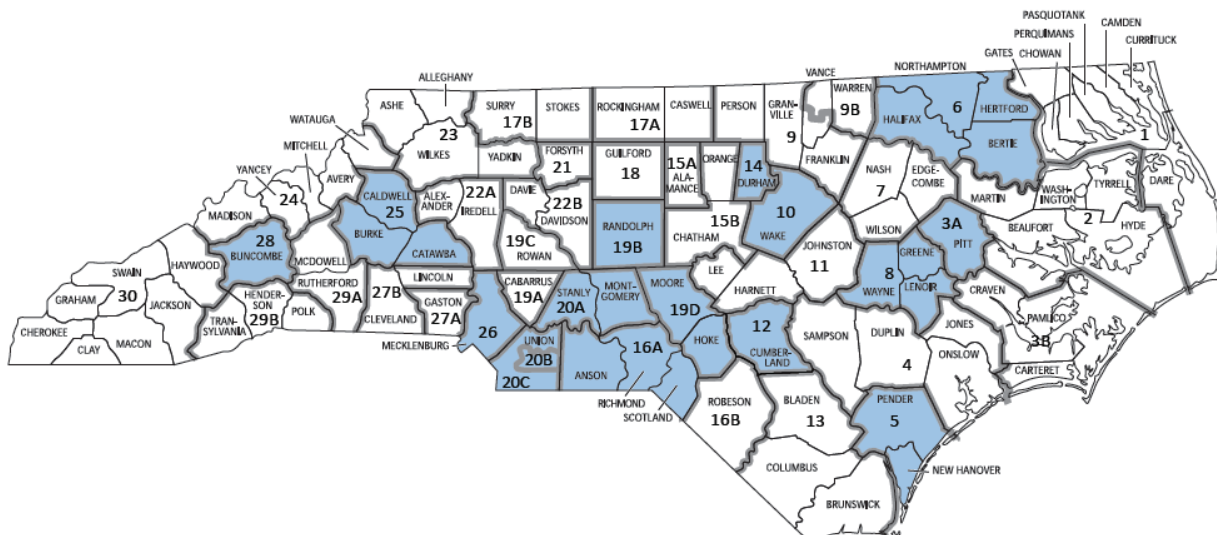 PASQUOTANK
PERQUIMANS
CAMDEN
GATES
CHOWAN
CURRITUCK
NORTHAMPTON
VANCE
ALLEGHANY
ASHE
SURRY
17B
STOKES
ROCKINGHAM
17A
CASWELL
PERSON
GRAN-
VILLE
9
WARREN
9B
HALIFAX
6
HERTFORD
BERTIE
1
WATAUGA
23
WILKES
MITCHELL
YADKIN
FORSYTH
21
GUILFORD
18
15A
ALA-
MANCE
ORANGE
14
DURHAM
FRANKLIN
NASH
7
EDGE-
COMBE
WASH-
INGTON
TYRRELL
DARE
YANCEY
24
AVERY
CALDWELL
25
ALEX-
ANDER
22A
IREDELL
DAVIE
22B
DAVIDSON
MARTIN
2
MADISON
10
WAKE
WILSON
3A
PITT
BEAUFORT
HYDE
28
BUNCOMBE
BURKE
CATAWBA
19C
ROWAN
RANDOLPH
19B
15B
CHATHAM
JOHNSTON
11
GREENE
8
WAYNE
LENOIR
HAYWOOD
MCDOWELL
SWAIN
30
GRAHAM
JACKSON
CHEROKEE
CLAY
MACON
TRAN-
SYLVANIA
HENDER-
SON
29B
POLK
RUTHERFORD
29A
27B
CLEVELAND
LINCOLN
GASTON
27A
CABARRUS
19A
STANLY
20A
MONT-
GOMERY
MOORE
19D
LEE
HARNETT
CRAVEN
PAMLICO
3B
CARTERET
JONES
ONSLOW
DUPLIN
4
SAMPSON
12
CUMBER-
LAND
HOKE
26
MECKLENBURG
UNION
20B
20C
ANSON
16A
RICHMOND
SCOTLAND
ROBESON
16B
BLADEN
13
PENDER
5
NEW HANOVER
COLUMBUS
BRUNSWICK